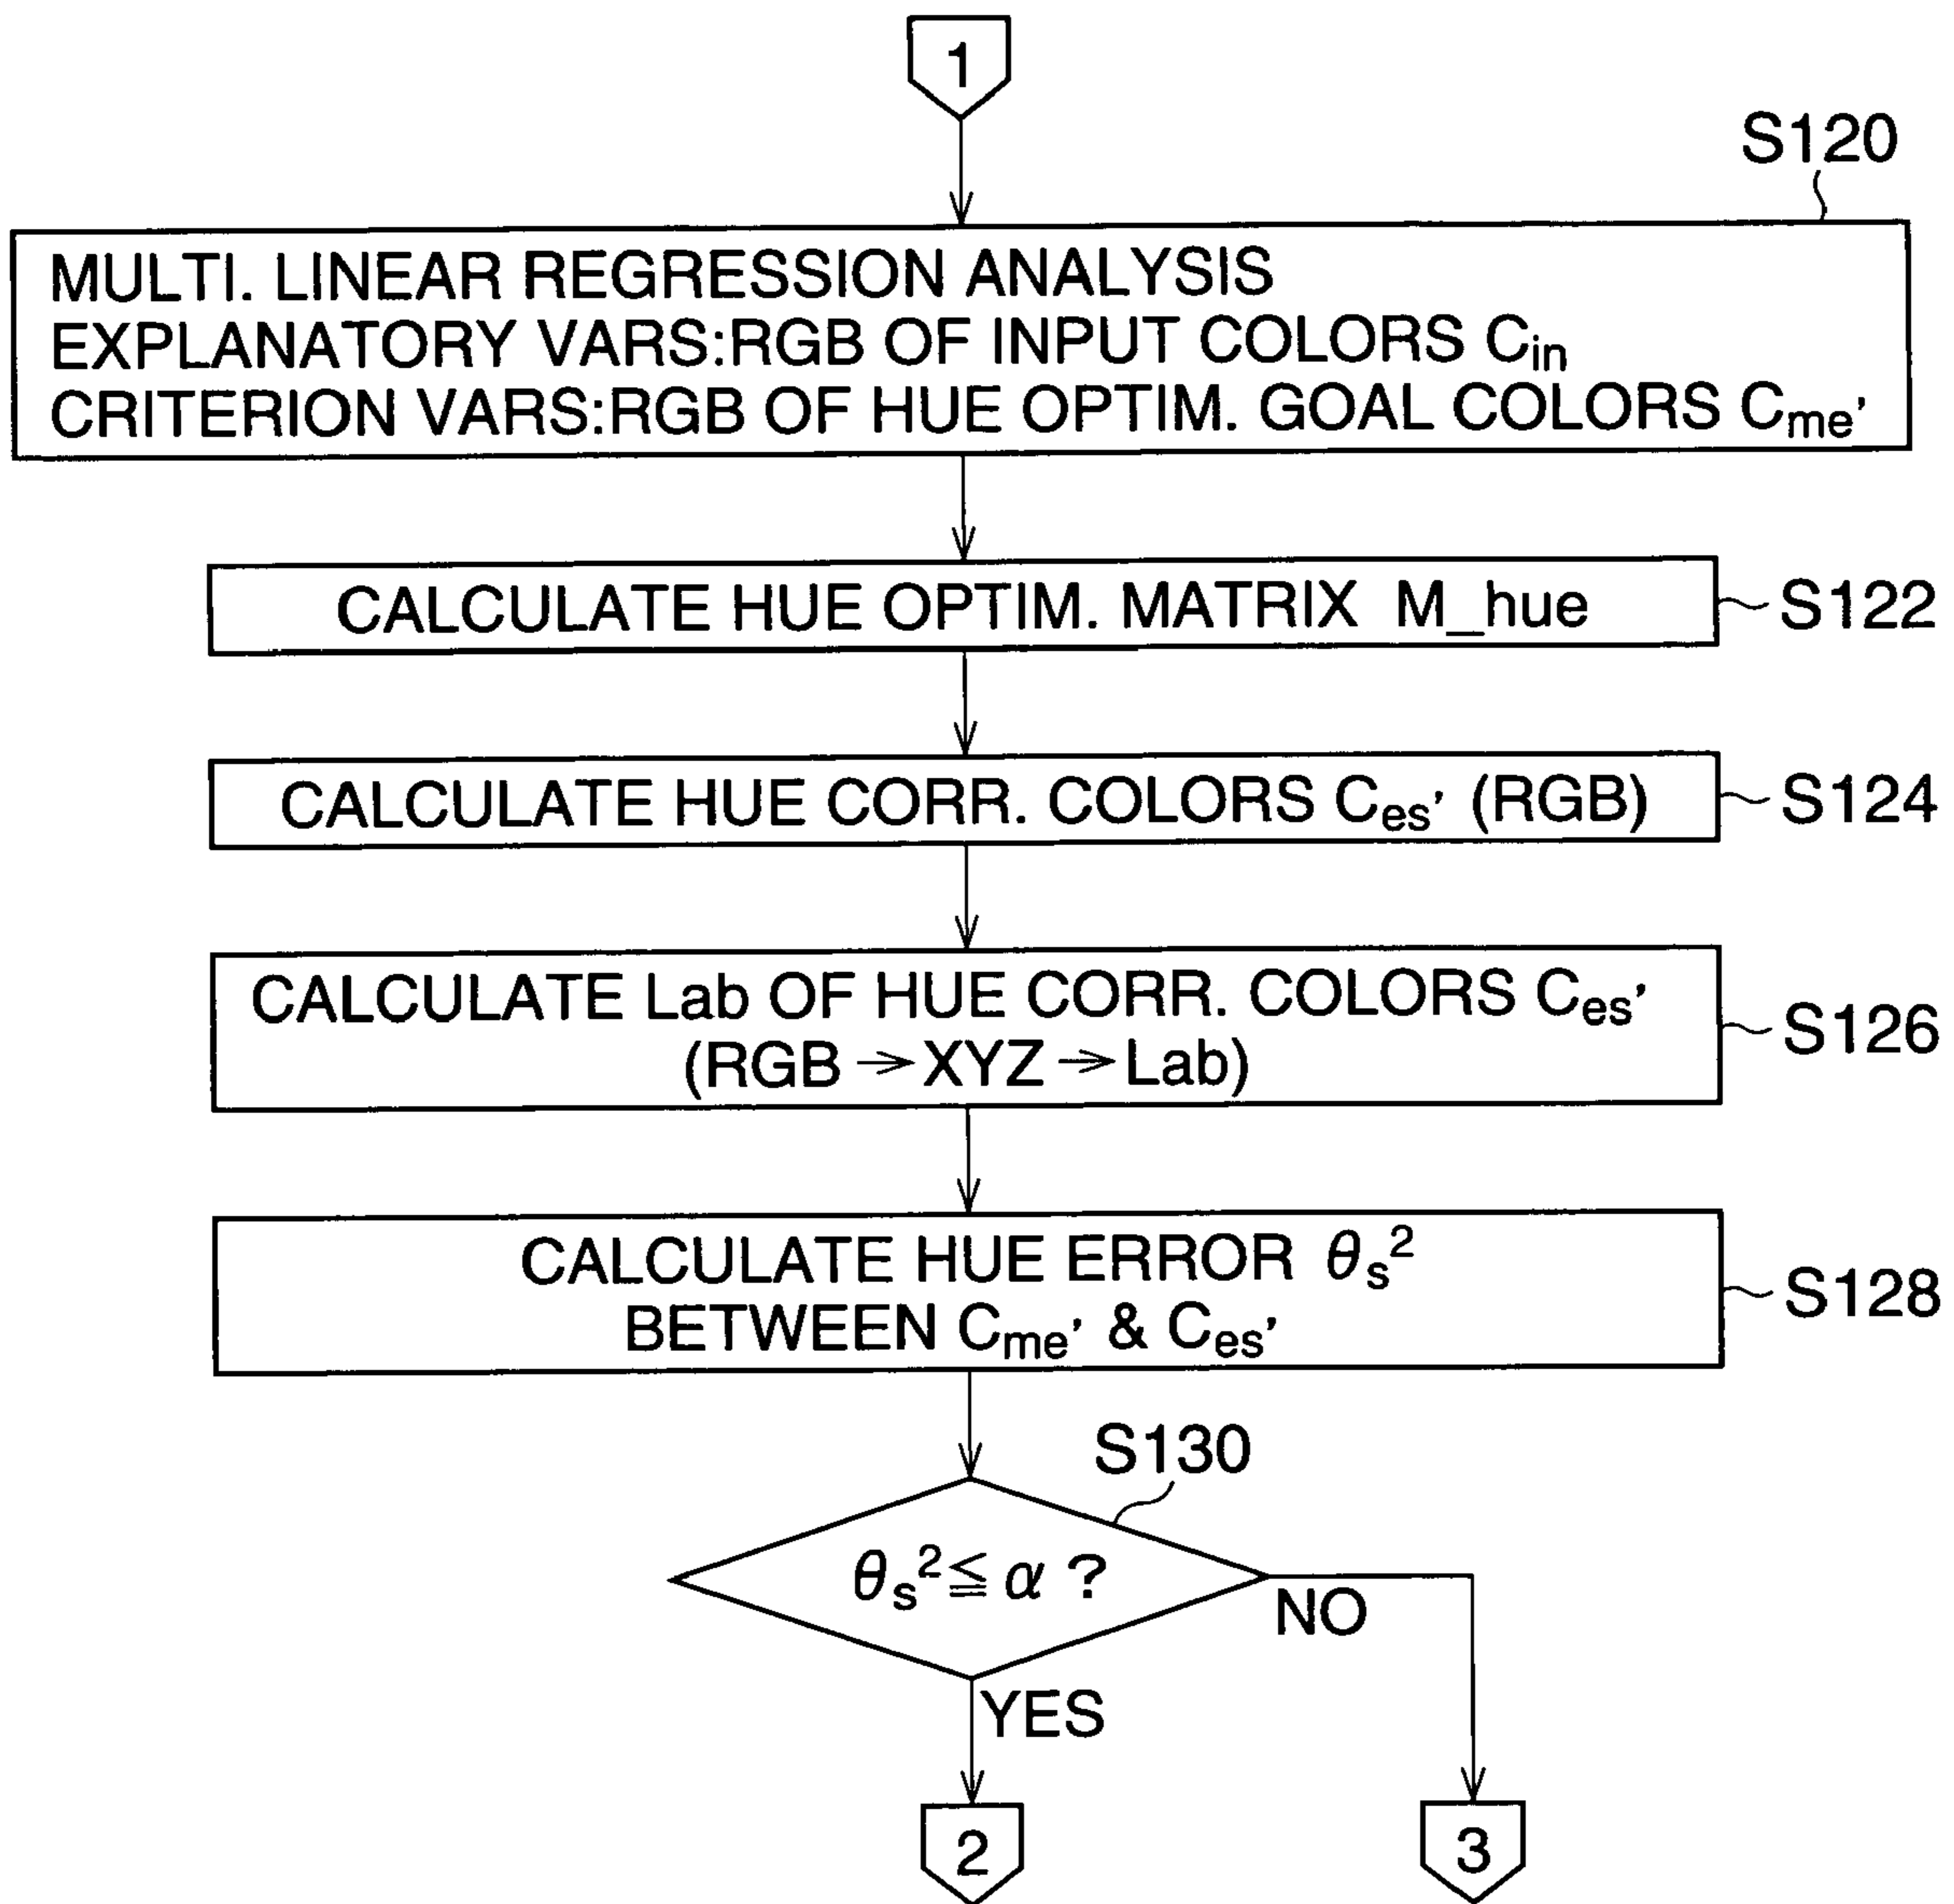 1
S120
MULTI. LINEAR REGRESSION ANALYSIS
EXPLANATORY VARS:RGB OF INPUT COLORS Cin
CRITERION VARS:RGB OF HUE OPTIM. GOAL COLORS Cme'
CALCULATE HUE OPTIM. MATRIX M_hue
S122
CALCULATE HUE CORR. COLORS Ces' (RGB)
S124
CALCULATE Lab OF HUE CORR. COLORS Ces'
(RGB → XYZ → Lab)
S126
CALCULATE HUE ERROR θs²
BETWEEN Cme' & Ces'
S128
S130
θs² ≦ α ?
NO
YES
2
3